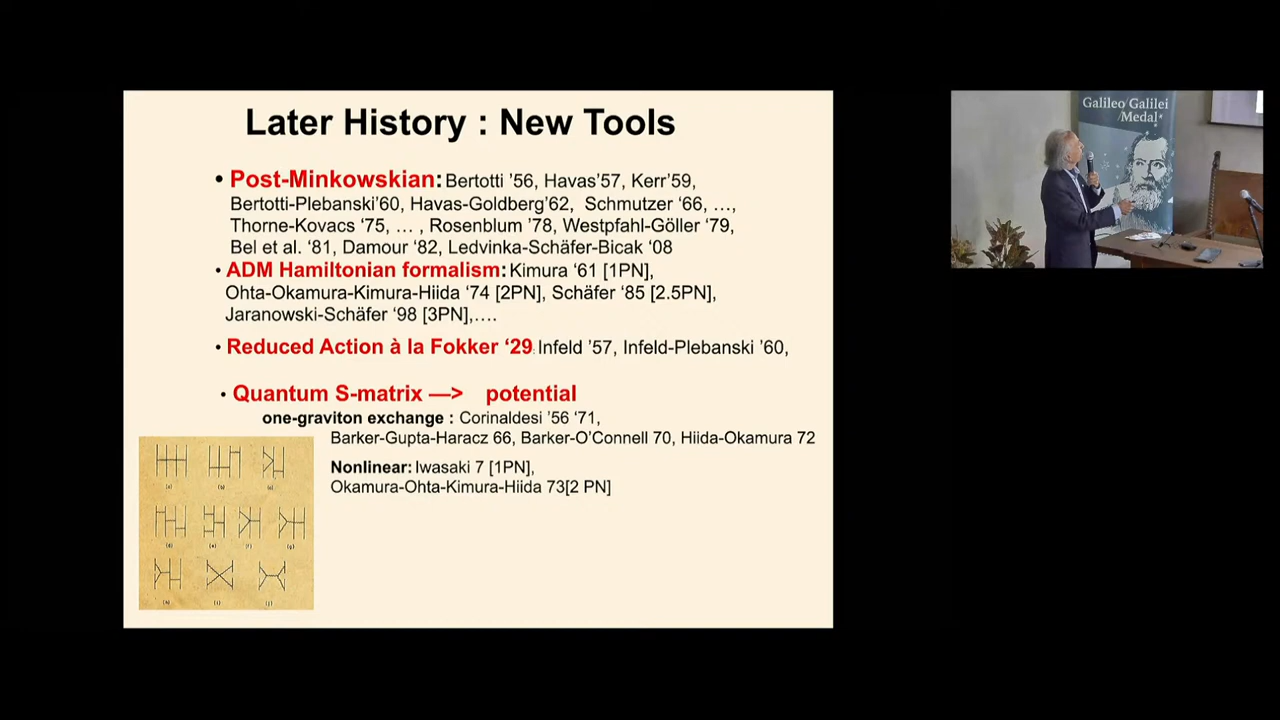 Later History : New Tools
• Post-Minkowskian: Bertotti '56, Havas'57, Kerr'59,
Bertotti-Plebanski'60, Havas-Goldberg'62, Schmutzer '66, …,
Thorne-Kovacs '75, … , Rosenblum '78, Westpfahl-Göller '79,
Bel et al. '81, Damour '82, Ledvinka-Schäfer-Bicak '08
• ADM Hamiltonian formalism: Kimura '61 [1PN],
Ohta-Okamura-Kimura-Hiida '74 [2PN], Schäfer '85 [2.5PN],
Jaranowski-Schäfer '98 [3PN],….
• Reduced Action à la Fokker '29: Infeld '57, Infeld-Plebanski '60,
• Quantum S-matrix —> potential
one-graviton exchange : Corinaldesi '56 '71,
Barker-Gupta-Haracz 66, Barker-O'Connell 70, Hiida-Okamura 72
Nonlinear: Iwasaki 7 [1PN],
Okamura-Ohta-Kimura-Hiida 73[2 PN]
Galileo Galilei
Medal